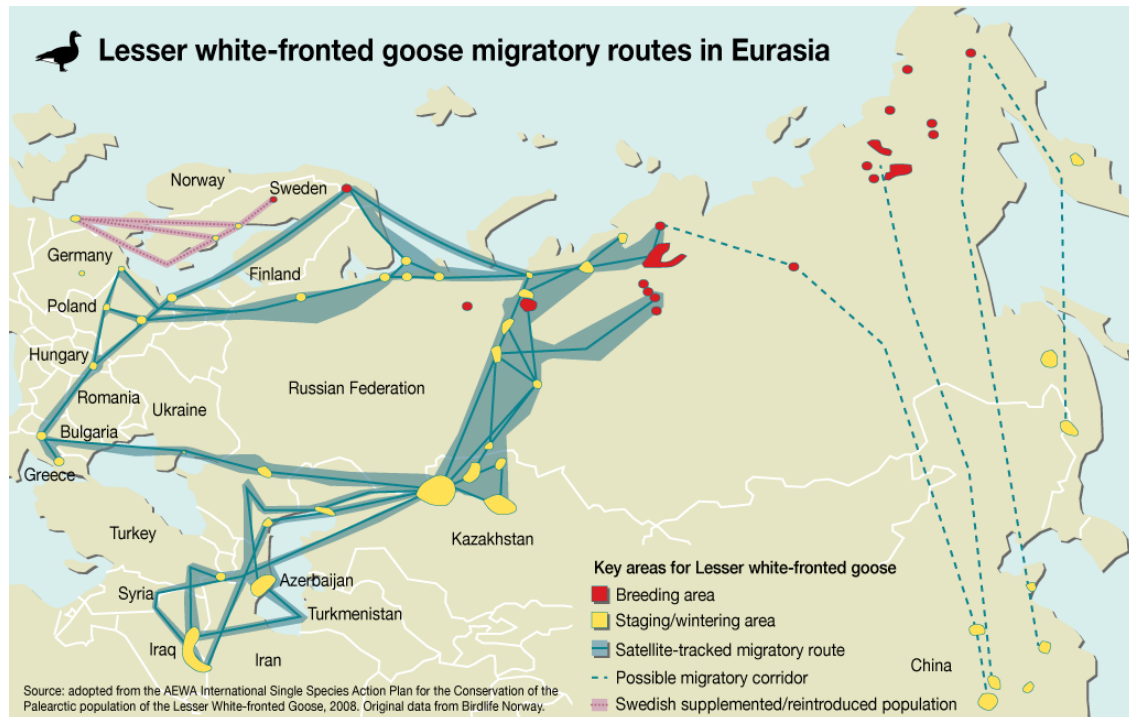 Lesser white-fronted goose migratory routes in Eurasia
Norway
Sweden
Germany
Finland
Poland
Hungary
Russian Federation
Romania
Ukraine
Bulgaria
Greece
Turkey
Kazakhstan
Syria
Azerbaijan
Turkmenistan
Iraq
Iran
China
Key areas for Lesser white-fronted goose
Breeding area
Staging/wintering area
Satellite-tracked migratory route
Possible migratory corridor
Swedish supplemented/reintroduced population
Source: adopted from the AEWA International Single Species Action Plan for the Conservation of the
Palearctic population of the Lesser White-fronted Goose, 2008. Original data from Birdlife Norway.